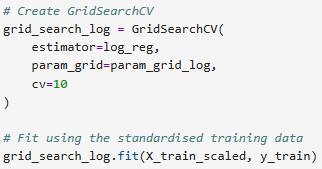 # Create GridSearchCV
grid_search_log = GridSearchCV(
    estimator=log_reg,
    param_grid=param_grid_log,
    cv=10
)

# Fit using the standardised training data
grid_search_log.fit(X_train_scaled, y_train)